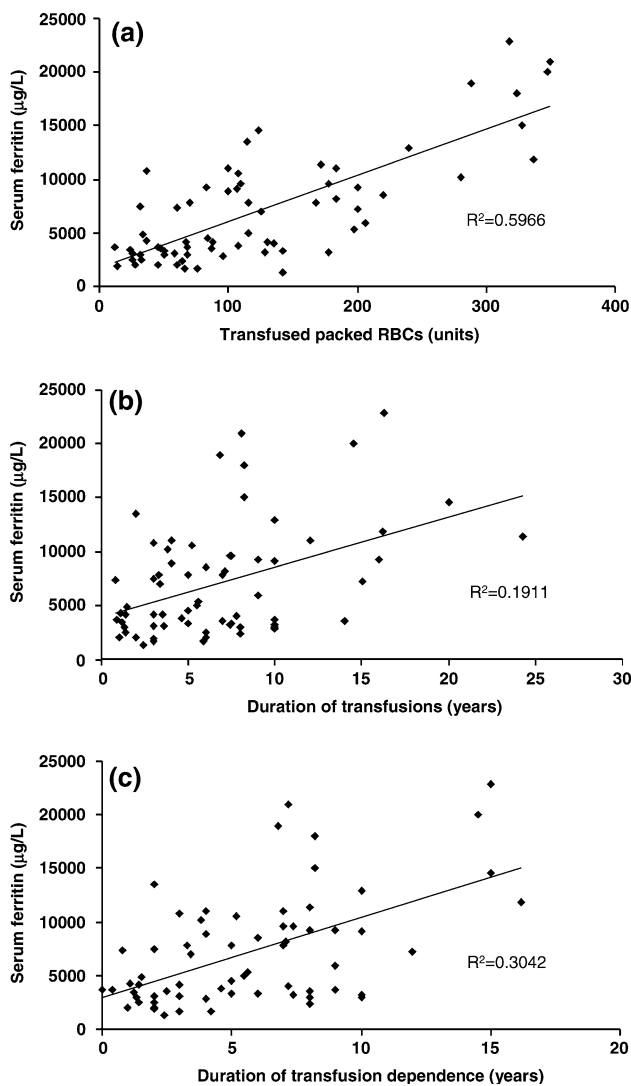 (a)
Serum ferritin (µg/L)
25000
20000
15000
10000
5000
0
R²=0.5966
0 100 200 300 400
Transfused packed RBCs (units)
(b)
Serum ferritin (µg/L)
25000
20000
15000
10000
5000
0
R²=0.1911
0 5 10 15 20 25 30
Duration of transfusions (years)
(c)
Serum ferritin (µg/L)
25000
20000
15000
10000
5000
0
R²=0.3042
0 5 10 15 20
Duration of transfusion dependence (years)